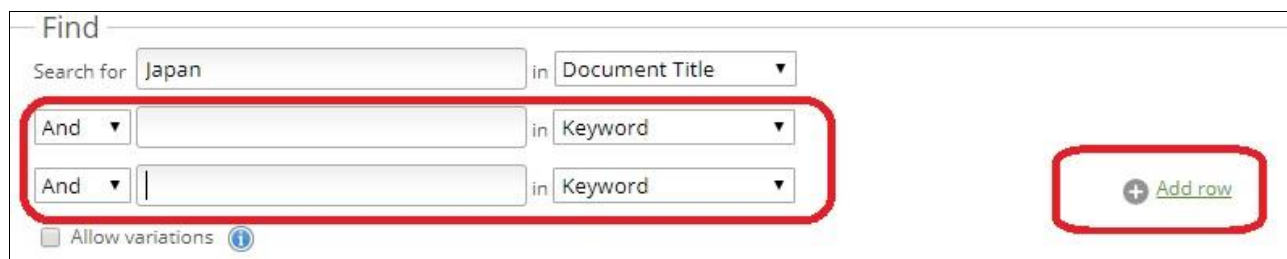 Find
Search for Japan in Document Title
And in Keyword
And in Keyword Add row
Allow variations i